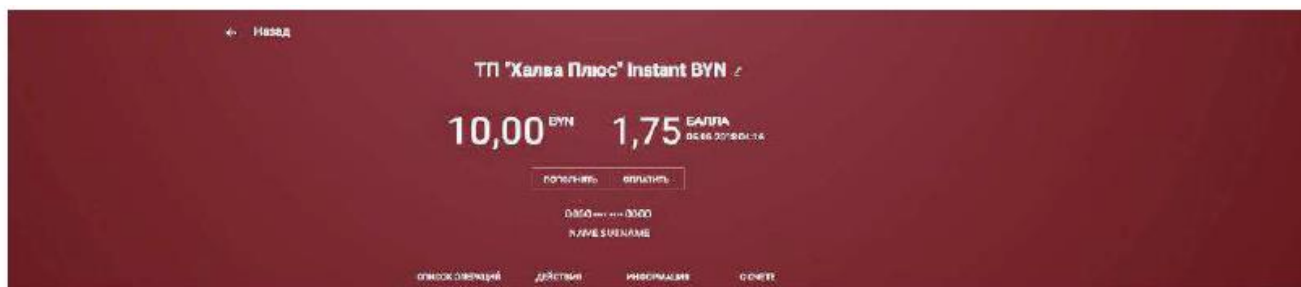 ← Назад
ТП "Халва Плюс" Instant BYN
10,00 BYN 1,75 БАЛЛА
ПОПОЛНИТЬ ОПЛАТИТЬ
NAME SURNAME
СПИСОК ОПЕРАЦИЙ ДЕЙСТВИЯ ИНФОРМАЦИЯ О СЧЕТЕ